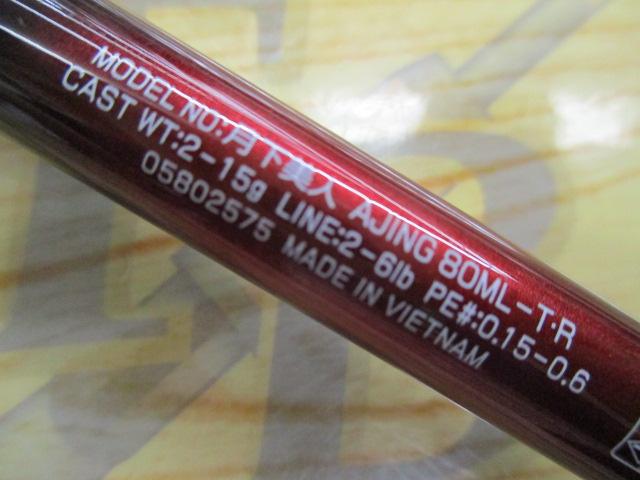 MODEL NO:月下美人 AJING 80ML-T・R
CAST WT:2-15g LINE:2-6lb PE#:0.15-0.6
05802575 MADE IN VIETNAM